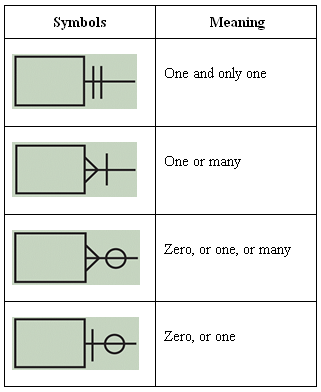 Symbols Meaning
One and only one
One or many
Zero, or one, or many
Zero, or one